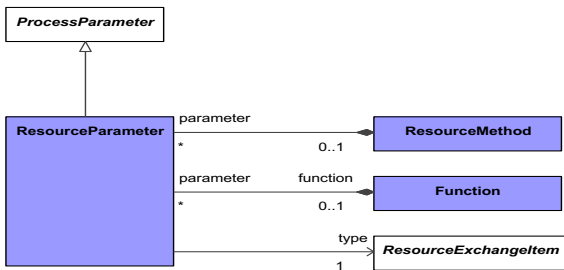 ProcessParameter
ResourceParameter
parameter
ResourceMethod
*
0..1
parameter
function
Function
*
0..1
type
ResourceExchangeItem
1